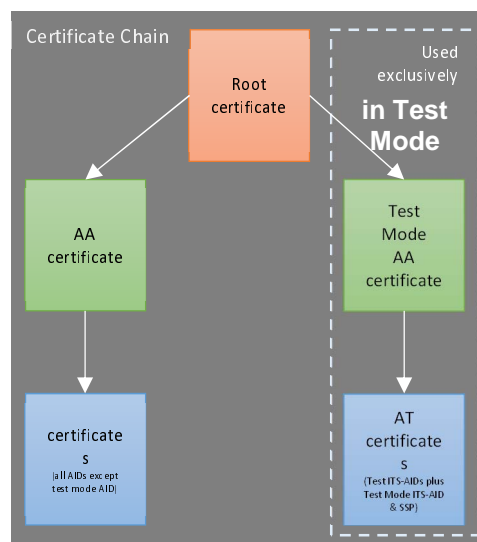 Certificate Chain
Used
exclusively
in Test
Mode
Root
certificate
AA
certificate
Test
Mode
AA
certificate
certificate
s
(all AIDs except
test mode AID)
AT
certificate
s
(Test ITS-AIDs plus
Test Mode ITS-AID
& SSP)